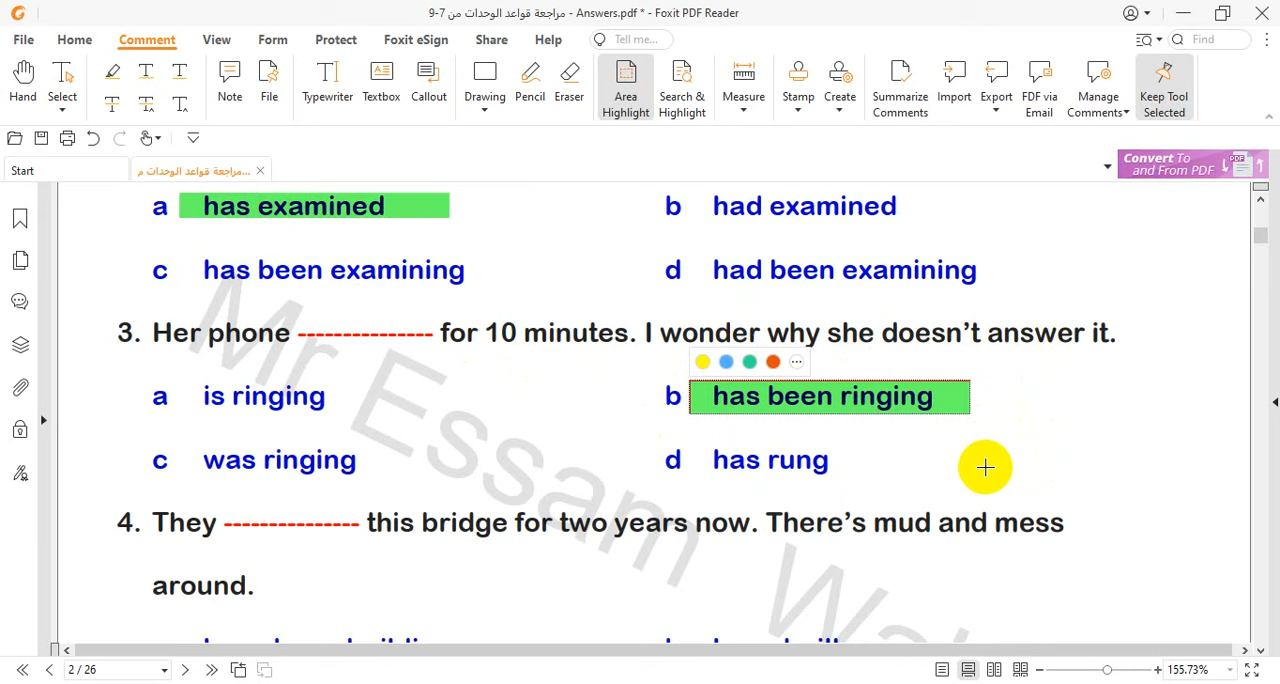 مراجعة قواعد الوحدات من 7-9 - Answers.pdf * - Foxit PDF Reader
File Home Comment View Form Protect Foxit eSign Share Help Tell me... Find
Hand Select Note File Typewriter Textbox Callout Drawing Pencil Eraser Area Highlight Search & Highlight Measure Stamp Create Summarize Comments Import Export PDF via Email Manage Comments Keep Tool Selected
Start مراجعة قواعد الوحدات م... Convert To and From PDF PDF
a has examined b had examined
c has been examining d had been examining
3. Her phone --------------- for 10 minutes. I wonder why she doesn't answer it.
a is ringing b has been ringing
c was ringing d has rung
4. They --------------- this bridge for two years now. There's mud and mess
around.
Mr Essam
2 / 26 155.73%